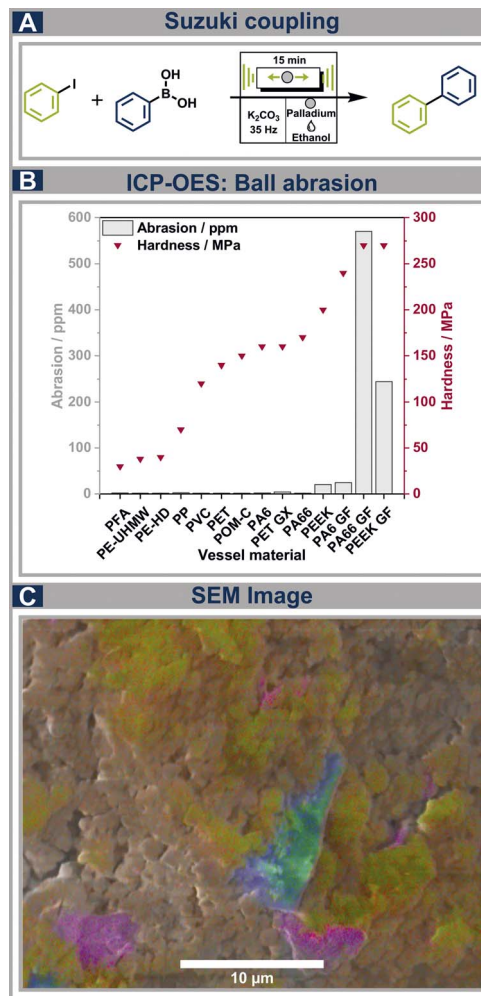 A Suzuki coupling
I
+
OH
B
OH
15 min
K₂CO₃
35 Hz
Palladium
Ethanol
B ICP-OES: Ball abrasion
Abrasion / ppm
Hardness / MPa
Abrasion / ppm
600
500
400
300
200
100
0
300
250
200
150
100
50
0
Hardness / MPa
PFA
PE-UHMW
PE-HD
PP
PVC
PET
POM-C
PA6
PET GX
PA66
PEEK
PA6 GF
PA66 GF
PEEK GF
Vessel material
C SEM Image
10 µm